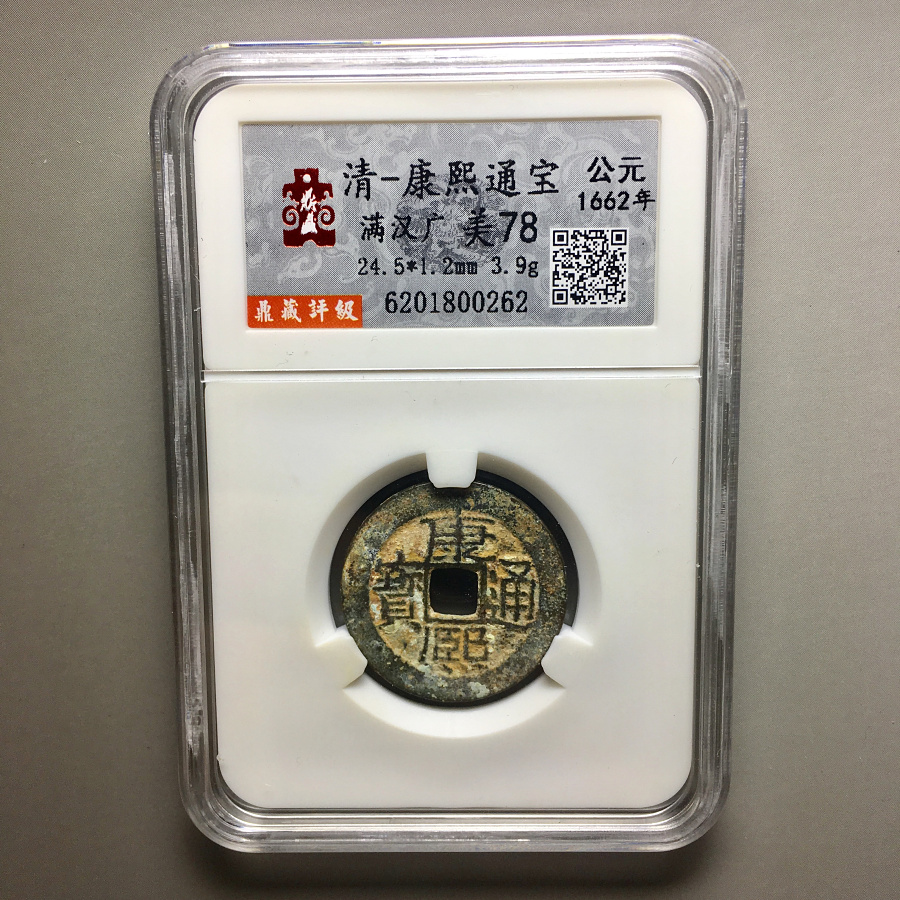 清-康熙通宝
公元
1662年
满汉广 美78
24.5*1.2mm 3.9g
鼎藏評級
6201800262
康熙通寶